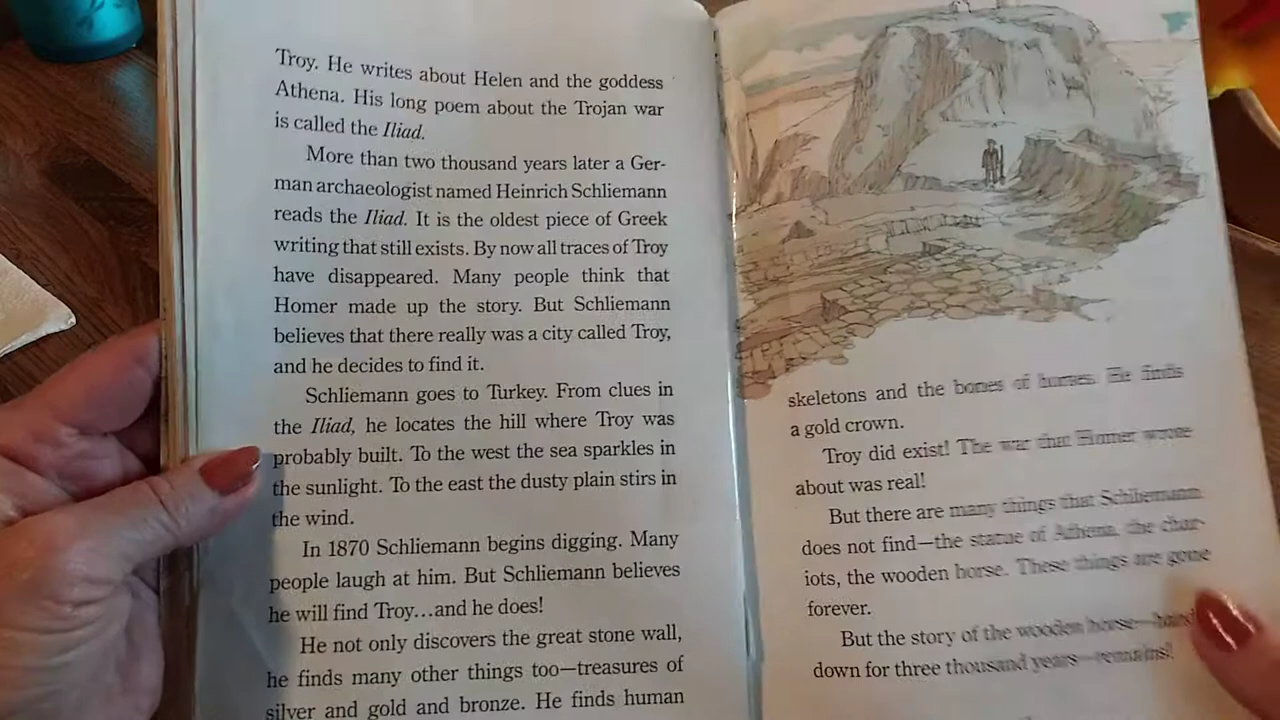 Troy. He writes about Helen and the goddess
Athena. His long poem about the Trojan war
is called the Iliad.
More than two thousand years later a Ger-
man archaeologist named Heinrich Schliemann
reads the Iliad. It is the oldest piece of Greek
writing that still exists. By now all traces of Troy
have disappeared. Many people think that
Homer made up the story. But Schliemann
believes that there really was a city called Troy,
and he decides to find it.
Schliemann goes to Turkey. From clues in
the Iliad, he locates the hill where Troy was
probably built. To the west the sea sparkles in
the sunlight. To the east the dusty plain stirs in
the wind.
In 1870 Schliemann begins digging. Many
people laugh at him. But Schliemann believes
he will find Troy...and he does!
He not only discovers the great stone wall,
he finds many other things too—treasures of
silver and gold and bronze. He finds human
skeletons and the bones of horses. He finds
a gold crown.
Troy did exist! The war that Homer wrote
about was real!
But there are many things that Schliemann
does not find—the statue of Athena, the char-
iots, the wooden horse. These things are gone
forever.
But the story of the wooden horse—
down for three thousand years—remains!